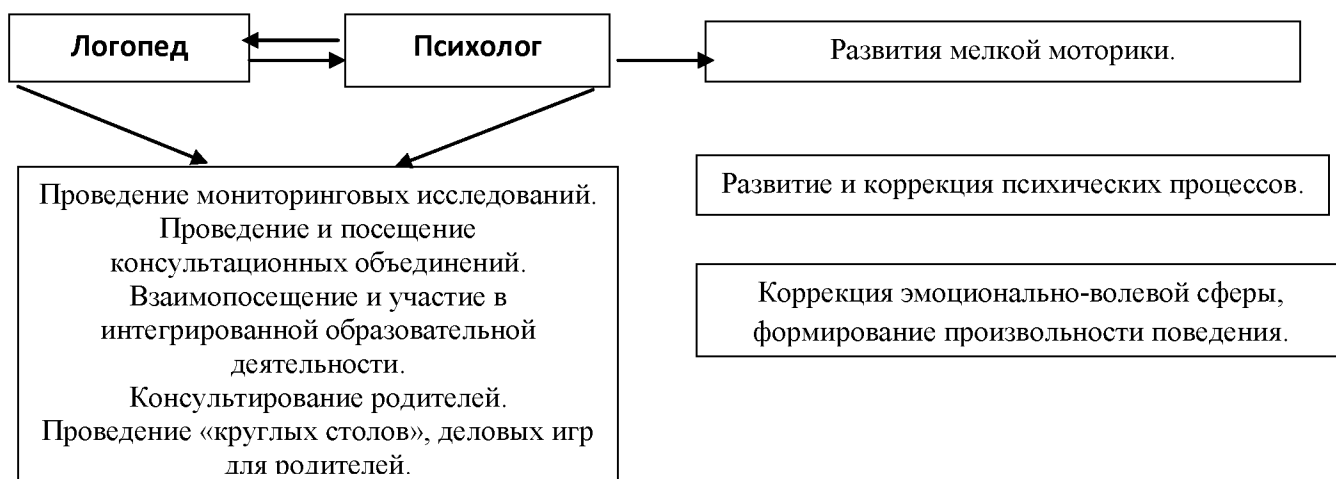 Логопед
Психолог
Развития мелкой моторики.
Проведение мониторинговых исследований.
Проведение и посещение
консультационных объединений.
Взаимопосещение и участие в
интегрированной образовательной
деятельности.
Консультирование родителей.
Проведение «круглых столов», деловых игр
для родителей.
Развитие и коррекция психических процессов.
Коррекция эмоционально-волевой сферы,
формирование произвольности поведения.